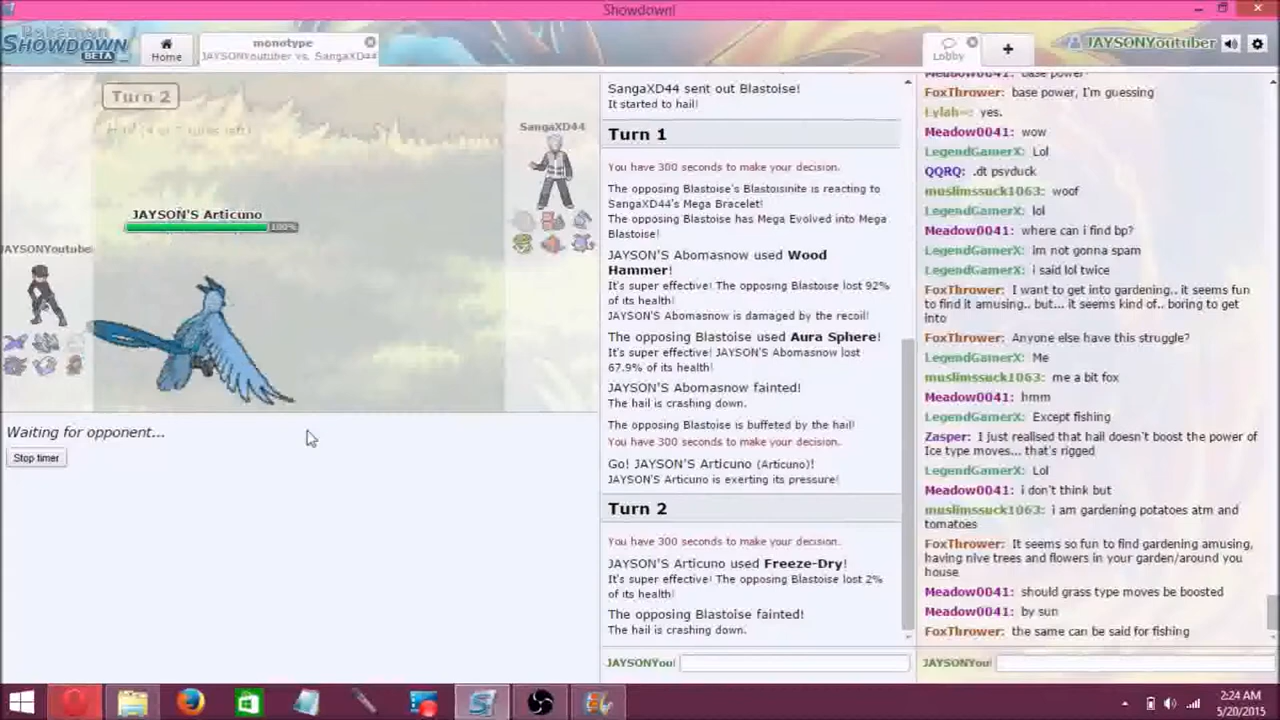 Showdown!
Pokémon
SHOWDOWN
BETA
Home
monotype
JAYSONYoutuber vs. SangaXD44
Lobby
+
JAYSONYoutuber
Turn 2
SangaXD44
JAYSON'S Articuno
100%
JAYSONYoutube
Waiting for opponent...
Stop timer
SangaXD44 sent out Blastoise!
It started to hail!
Turn 1
You have 300 seconds to make your decision.
The opposing Blastoise's Blastoisinite is reacting to
SangaXD44's Mega Bracelet!
The opposing Blastoise has Mega Evolved into Mega
Blastoise!
JAYSON'S Abomasnow used Wood
Hammer!
It's super effective! The opposing Blastoise lost 92%
of its health!
JAYSON'S Abomasnow is damaged by the recoil!
The opposing Blastoise used Aura Sphere!
It's super effective! JAYSON'S Abomasnow lost
67.9% of its health!
JAYSON'S Abomasnow fainted!
The hail is crashing down.
The opposing Blastoise is buffeted by the hail!
You have 300 seconds to make your decision.
Go! JAYSON'S Articuno (Articuno)!
JAYSON'S Articuno is exerting its pressure!
Turn 2
You have 300 seconds to make your decision.
JAYSON'S Articuno used Freeze-Dry!
It's super effective! The opposing Blastoise lost 2%
of its health!
The opposing Blastoise fainted!
The hail is crashing down.
JAYSONYou!
Meadow0041: base power
FoxThrower: base power, I'm guessing
Lylah~: yes.
Meadow0041: wow
LegendGamerX: Lol
QQRQ: .dt psyduck
muslimssuck1063: woof
LegendGamerX: lol
Meadow0041: where can i find bp?
LegendGamerX: im not gonna spam
LegendGamerX: i said lol twice
FoxThrower: I want to get into gardening.. it seems fun
to find it amusing.. but... it seems kind of.. boring to get
into
FoxThrower: Anyone else have this struggle?
LegendGamerX: Me
muslimssuck1063: me a bit fox
Meadow0041: hmm
LegendGamerX: Except fishing
Zasper: I just realised that hail doesn't boost the power of
Ice type moves... that's rigged
LegendGamerX: Lol
Meadow0041: i don't think but
muslimssuck1063: i am gardening potatoes atm and
tomatoes
FoxThrower: It seems so fun to find gardening amusing,
having nive trees and flowers in your garden/around you
house
Meadow0041: should grass type moves be boosted
Meadow0041: by sun
FoxThrower: the same can be said for fishing
JAYSONYou!
2:24 AM
5/20/2015